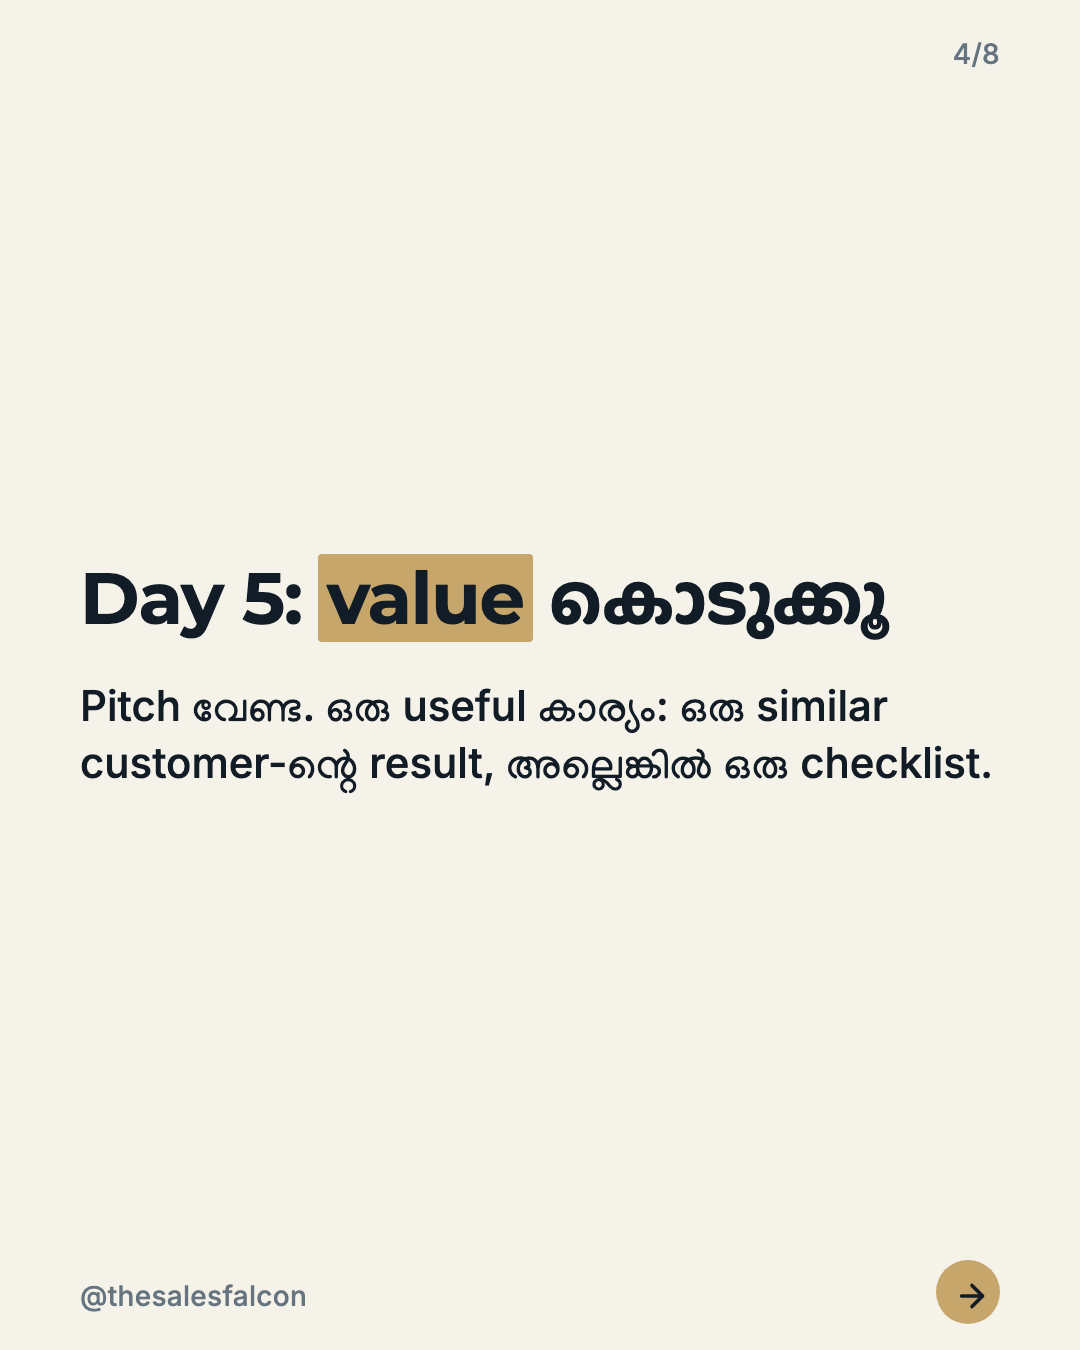 4/8
Day 5: value കൊടുക്കൂ
Pitch വേണ്ട. ഒരു useful കാര്യം: ഒരു similar
customer-ന്റെ result, അല്ലെങ്കിൽ ഒരു checklist.
@thesalesfalcon